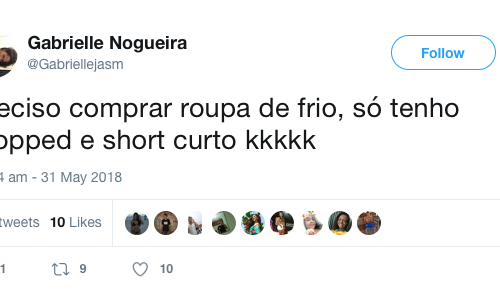 Gabrielle Nogueira
@Gabriellejasm
Follow
eciso comprar roupa de frio, só tenho
opped e short curto kkkkk
4 am - 31 May 2018
tweets 10 Likes
1 9 10